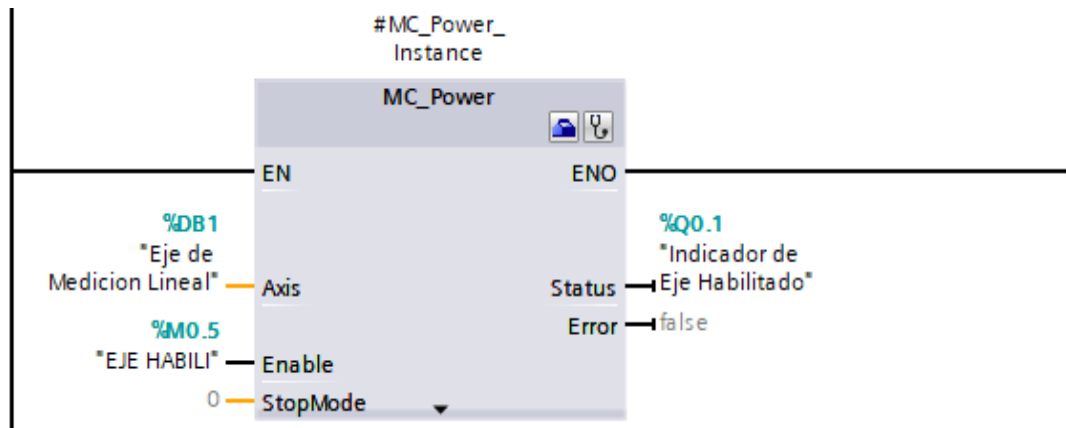 #MC_Power_
Instance
MC_Power
EN
ENO
%DB1
"Eje de
Medicion Lineal"
Axis
%Q0.1
"Indicador de
Eje Habilitado"
Status
Error
false
%M0.5
"EJE HABILI"
Enable
0
StopMode